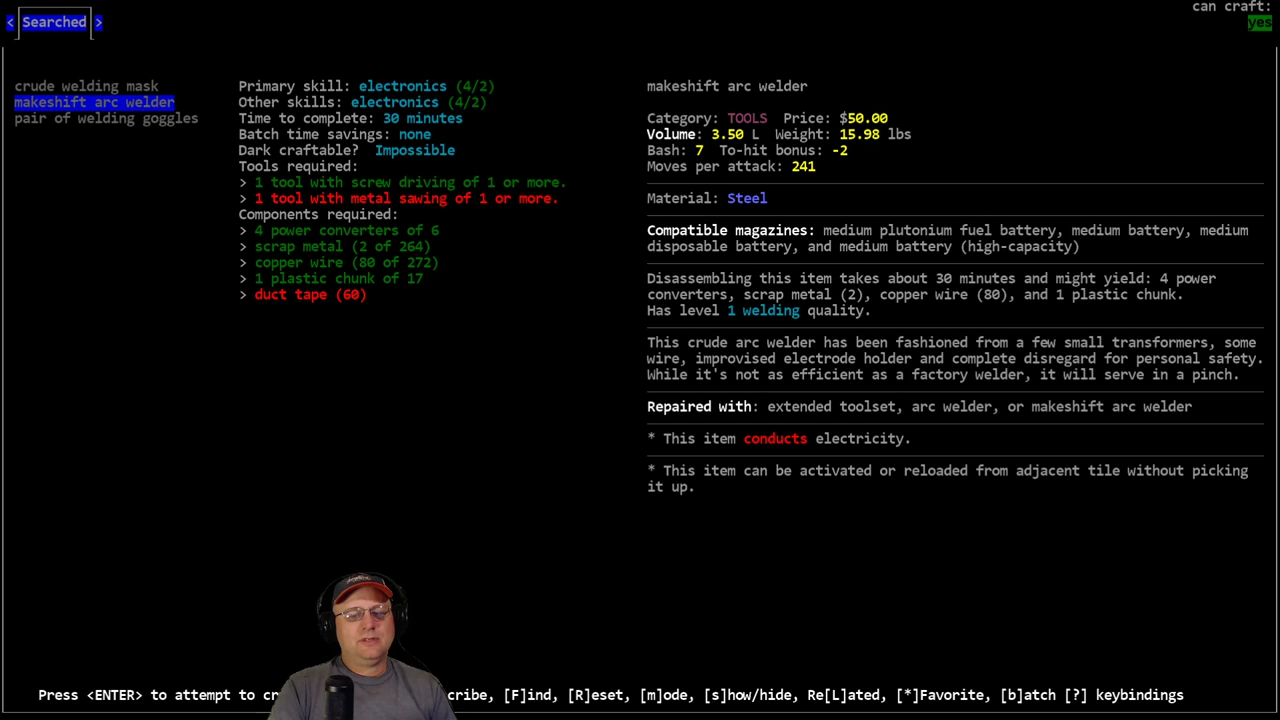 can craft:
< Searched >
yes
crude welding mask
makeshift arc welder
pair of welding goggles
Primary skill: electronics (4/2)
Other skills: electronics (4/2)
Time to complete: 30 minutes
Batch time savings: none
Dark craftable? Impossible
Tools required:
> 1 tool with screw driving of 1 or more.
> 1 tool with metal sawing of 1 or more.
Components required:
> 4 power converters of 6
> scrap metal (2 of 264)
> copper wire (80 of 272)
> 1 plastic chunk of 17
> duct tape (60)
makeshift arc welder
Category: TOOLS Price: $50.00
Volume: 3.50 L Weight: 15.98 lbs
Bash: 7 To-hit bonus: -2
Moves per attack: 241
Material: Steel
Compatible magazines: medium plutonium fuel battery, medium battery, medium
disposable battery, and medium battery (high-capacity)
Disassembling this item takes about 30 minutes and might yield: 4 power
converters, scrap metal (2), copper wire (80), and 1 plastic chunk.
Has level 1 welding quality.
This crude arc welder has been fashioned from a few small transformers, some
wire, improvised electrode holder and complete disregard for personal safety.
While it's not as efficient as a factory welder, it will serve in a pinch.
Repaired with: extended toolset, arc welder, or makeshift arc welder
* This item conducts electricity.
* This item can be activated or reloaded from adjacent tile without picking
it up.
Press <ENTER> to attempt to cr cribe, [F]ind, [R]eset, [m]ode, [s]how/hide, Re[L]ated, [*]Favorite, [b]atch [?] keybindings